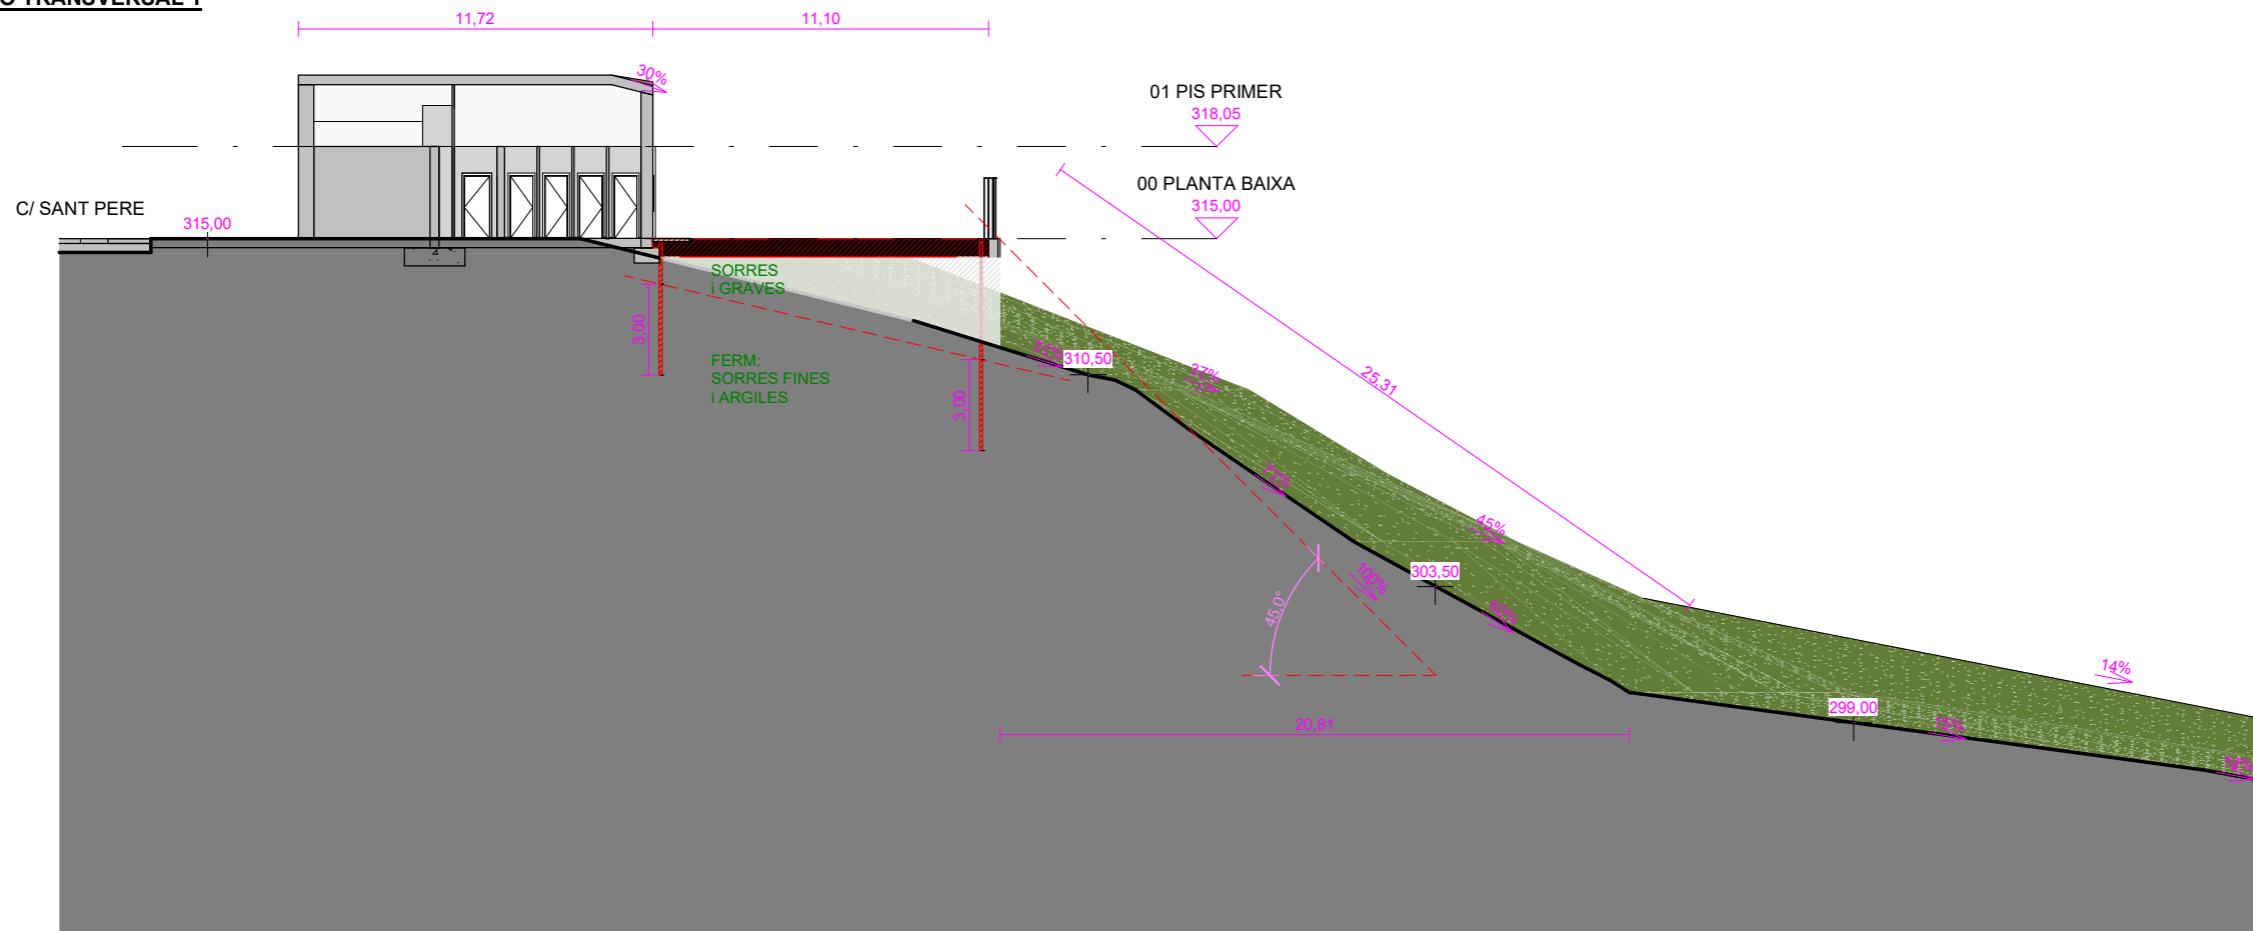 TRANSVERSAL 1
11,72
11,10
30%
01 PIS PRIMER
318,05
00 PLANTA BAIXA
315,00
C/ SANT PERE
315,00
SORRES
i GRAVES
3,00
FERM:
SORRES FINES
i ARGILES
3,00
310,50
37%
25,31
45%
100%
303,50
45,0°
60%
14%
20,81
299,00